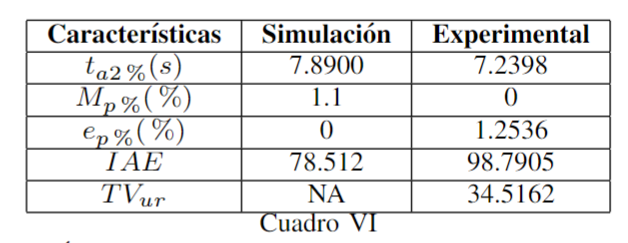 Características Simulación Experimental
t_{a2 %}(s) 7.8900 7.2398
M_{p %}(%) 1.1 0
e_{p %}(%) 0 1.2536
IAE 78.512 98.7905
TV_{ur} NA 34.5162
Cuadro VI